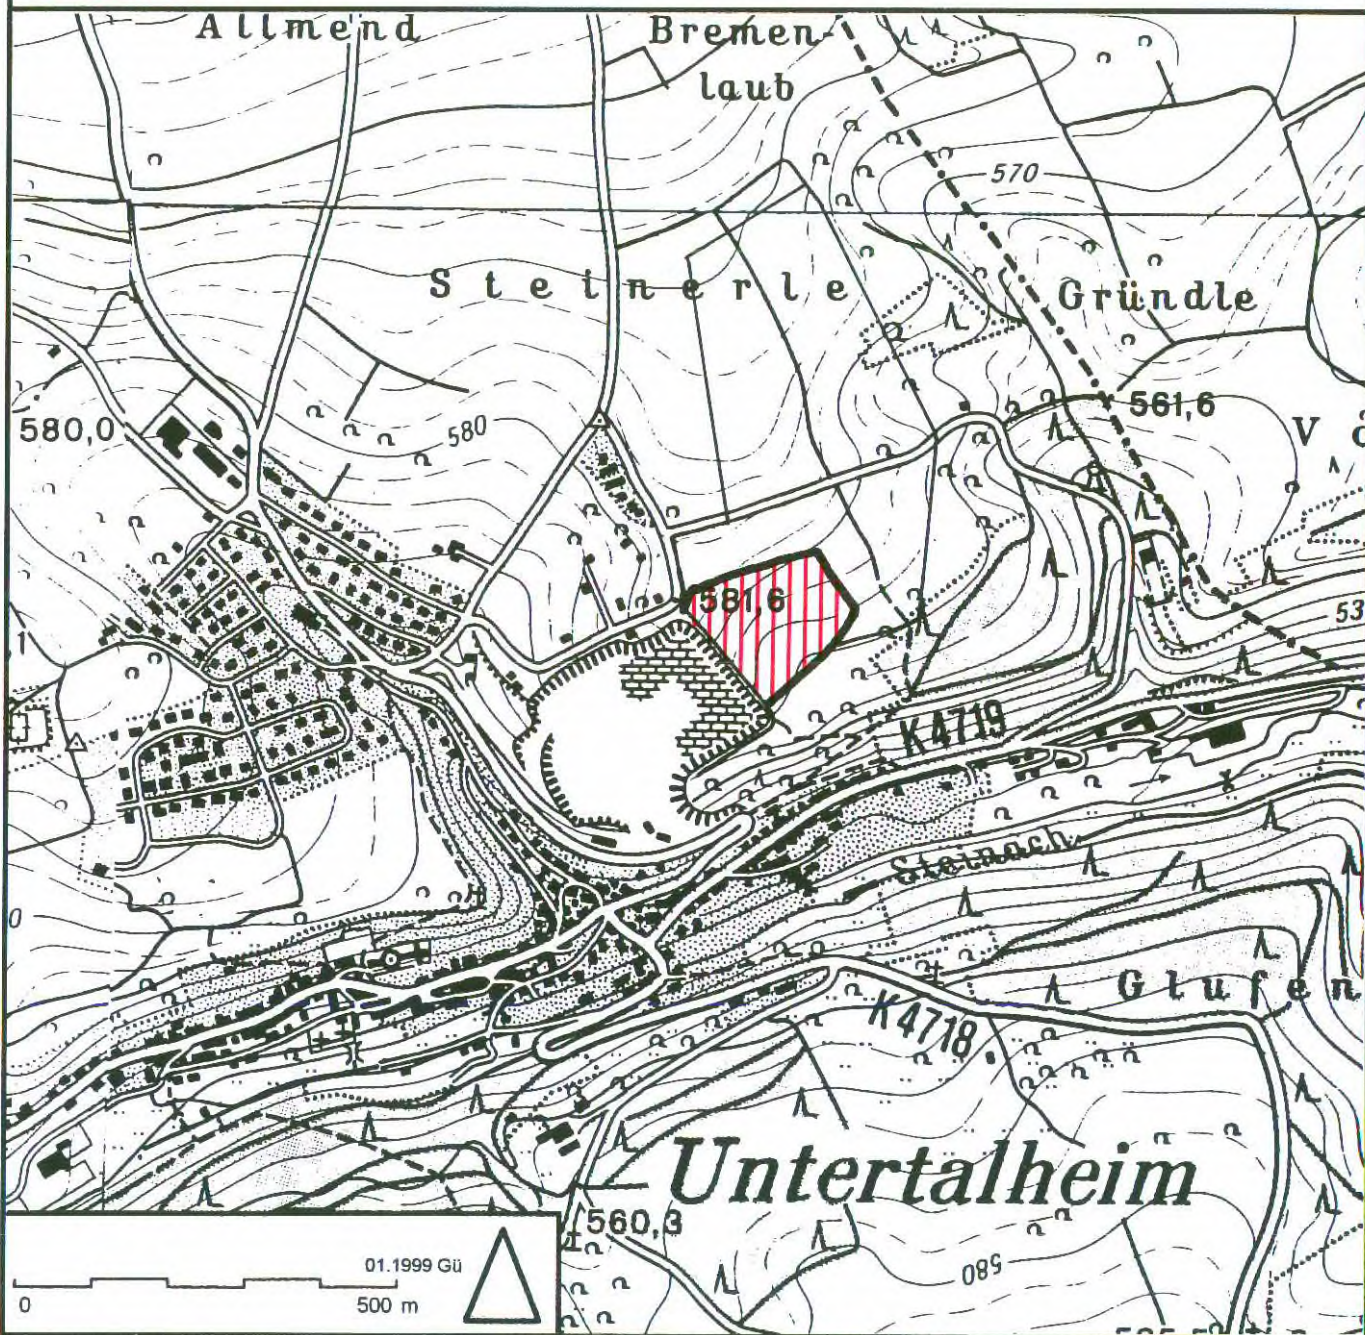 Allmend
Bremen-
laub
570
Steinerle
Gründle
561,6
580,0
580
581,6
K4719
Steinach
Glufen
K4718
Untertalheim
560,3
580
01.1999 Gü
0
500 m